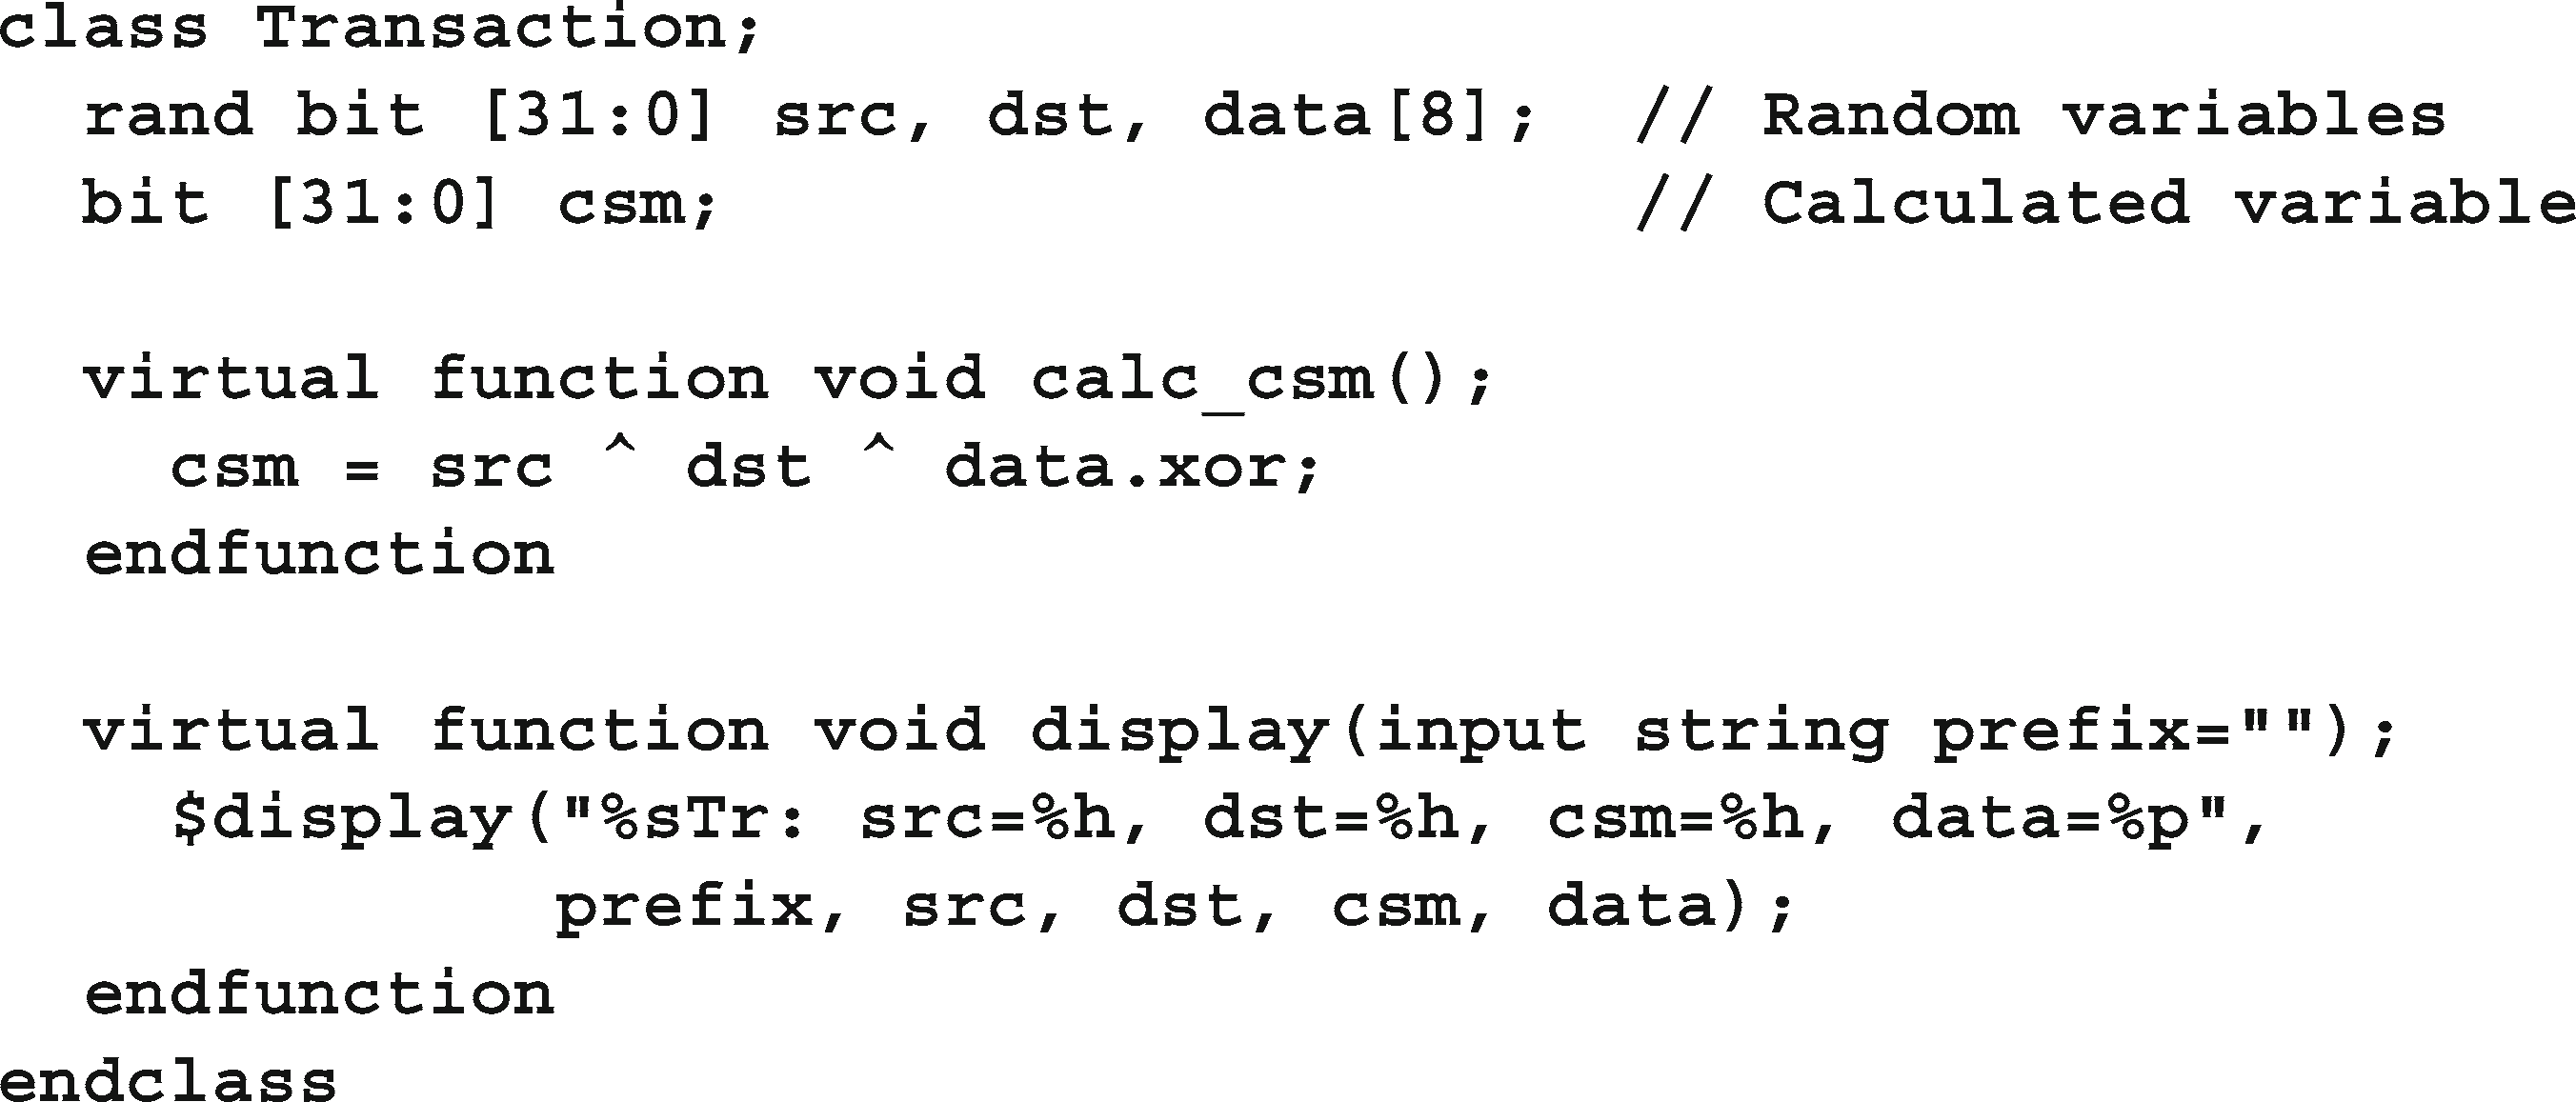 class Transaction;
  rand bit [31:0] src, dst, data[8];  // Random variables
  bit [31:0] csm;                     // Calculated variable

  virtual function void calc_csm();
    csm = src ^ dst ^ data.xor;
  endfunction

  virtual function void display(input string prefix="");
    $display("%sTr: src=%h, dst=%h, csm=%h, data=%p",
             prefix, src, dst, csm, data);
  endfunction
endclass